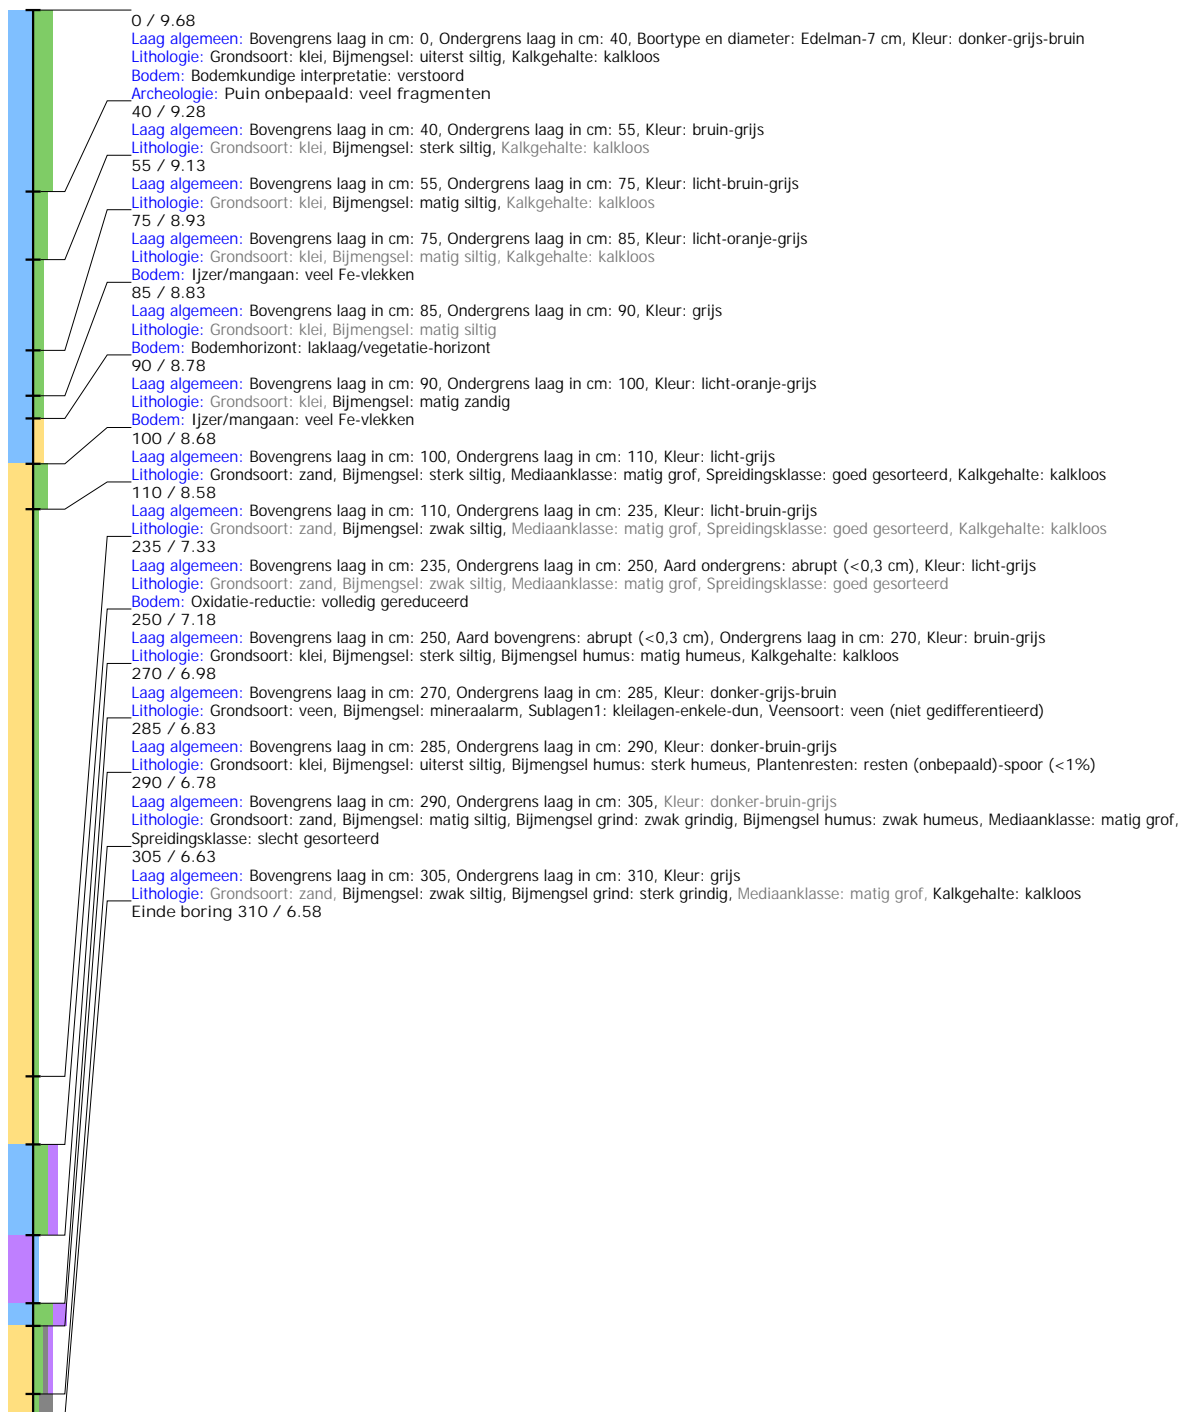 0 / 9.68
Laag algemeen: Bovengrens laag in cm: 0, Ondergrens laag in cm: 40, Boortype en diameter: Edelman-7 cm, Kleur: donker-grijs-bruin
Lithologie: Grondsoort: klei, Bijmengsel: uiterst siltig, Kalkgehalte: kalkloos
Bodem: Bodemkundige interpretatie: verstoord
Archeologie: Puin onbepaald: veel fragmenten
40 / 9.28
Laag algemeen: Bovengrens laag in cm: 40, Ondergrens laag in cm: 55, Kleur: bruin-grijs
Lithologie: Grondsoort: klei, Bijmengsel: sterk siltig, Kalkgehalte: kalkloos
55 / 9.13
Laag algemeen: Bovengrens laag in cm: 55, Ondergrens laag in cm: 75, Kleur: licht-bruin-grijs
Lithologie: Grondsoort: klei, Bijmengsel: matig siltig, Kalkgehalte: kalkloos
75 / 8.93
Laag algemeen: Bovengrens laag in cm: 75, Ondergrens laag in cm: 85, Kleur: licht-oranje-grijs
Lithologie: Grondsoort: klei, Bijmengsel: matig siltig, Kalkgehalte: kalkloos
Bodem: Ijzer/mangaan: veel Fe-vlekken
85 / 8.83
Laag algemeen: Bovengrens laag in cm: 85, Ondergrens laag in cm: 90, Kleur: grijs
Lithologie: Grondsoort: klei, Bijmengsel: matig siltig
Bodem: Bodemhorizont: laklaag/vegetatie-horizont
90 / 8.78
Laag algemeen: Bovengrens laag in cm: 90, Ondergrens laag in cm: 100, Kleur: licht-oranje-grijs
Lithologie: Grondsoort: klei, Bijmengsel: matig zandig
Bodem: Ijzer/mangaan: veel Fe-vlekken
100 / 8.68
Laag algemeen: Bovengrens laag in cm: 100, Ondergrens laag in cm: 110, Kleur: licht-grijs
Lithologie: Grondsoort: zand, Bijmengsel: sterk siltig, Mediaanklasse: matig grof, Spreidingsklasse: goed gesorteerd, Kalkgehalte: kalkloos
110 / 8.58
Laag algemeen: Bovengrens laag in cm: 110, Ondergrens laag in cm: 235, Kleur: licht-bruin-grijs
Lithologie: Grondsoort: zand, Bijmengsel: zwak siltig, Mediaanklasse: matig grof, Spreidingsklasse: goed gesorteerd, Kalkgehalte: kalkloos
235 / 7.33
Laag algemeen: Bovengrens laag in cm: 235, Ondergrens laag in cm: 250, Aard ondergrens: abrupt (<0,3 cm), Kleur: licht-grijs
Lithologie: Grondsoort: zand, Bijmengsel: zwak siltig, Mediaanklasse: matig grof, Spreidingsklasse: goed gesorteerd
Bodem: Oxidatie-reductie: volledig gereduceerd
250 / 7.18
Laag algemeen: Bovengrens laag in cm: 250, Aard bovengrens: abrupt (<0,3 cm), Ondergrens laag in cm: 270, Kleur: bruin-grijs
Lithologie: Grondsoort: klei, Bijmengsel: sterk siltig, Bijmengsel humus: matig humeus, Kalkgehalte: kalkloos
270 / 6.98
Laag algemeen: Bovengrens laag in cm: 270, Ondergrens laag in cm: 285, Kleur: donker-grijs-bruin
Lithologie: Grondsoort: veen, Bijmengsel: mineraalarm, Sublagen1: kleilagen-enkele-dun, Veensoort: veen (niet gedifferentieerd)
285 / 6.83
Laag algemeen: Bovengrens laag in cm: 285, Ondergrens laag in cm: 290, Kleur: donker-bruin-grijs
Lithologie: Grondsoort: klei, Bijmengsel: uiterst siltig, Bijmengsel humus: sterk humeus, Plantenresten: resten (onbepaald)-spoor (<1%)
290 / 6.78
Laag algemeen: Bovengrens laag in cm: 290, Ondergrens laag in cm: 305, Kleur: donker-bruin-grijs
Lithologie: Grondsoort: zand, Bijmengsel: matig siltig, Bijmengsel grind: zwak grindig, Bijmengsel humus: zwak humeus, Mediaanklasse: matig grof,
Spreidingsklasse: slecht gesorteerd
305 / 6.63
Laag algemeen: Bovengrens laag in cm: 305, Ondergrens laag in cm: 310, Kleur: grijs
Lithologie: Grondsoort: zand, Bijmengsel: zwak siltig, Bijmengsel grind: sterk grindig, Mediaanklasse: matig grof, Kalkgehalte: kalkloos
Einde boring 310 / 6.58